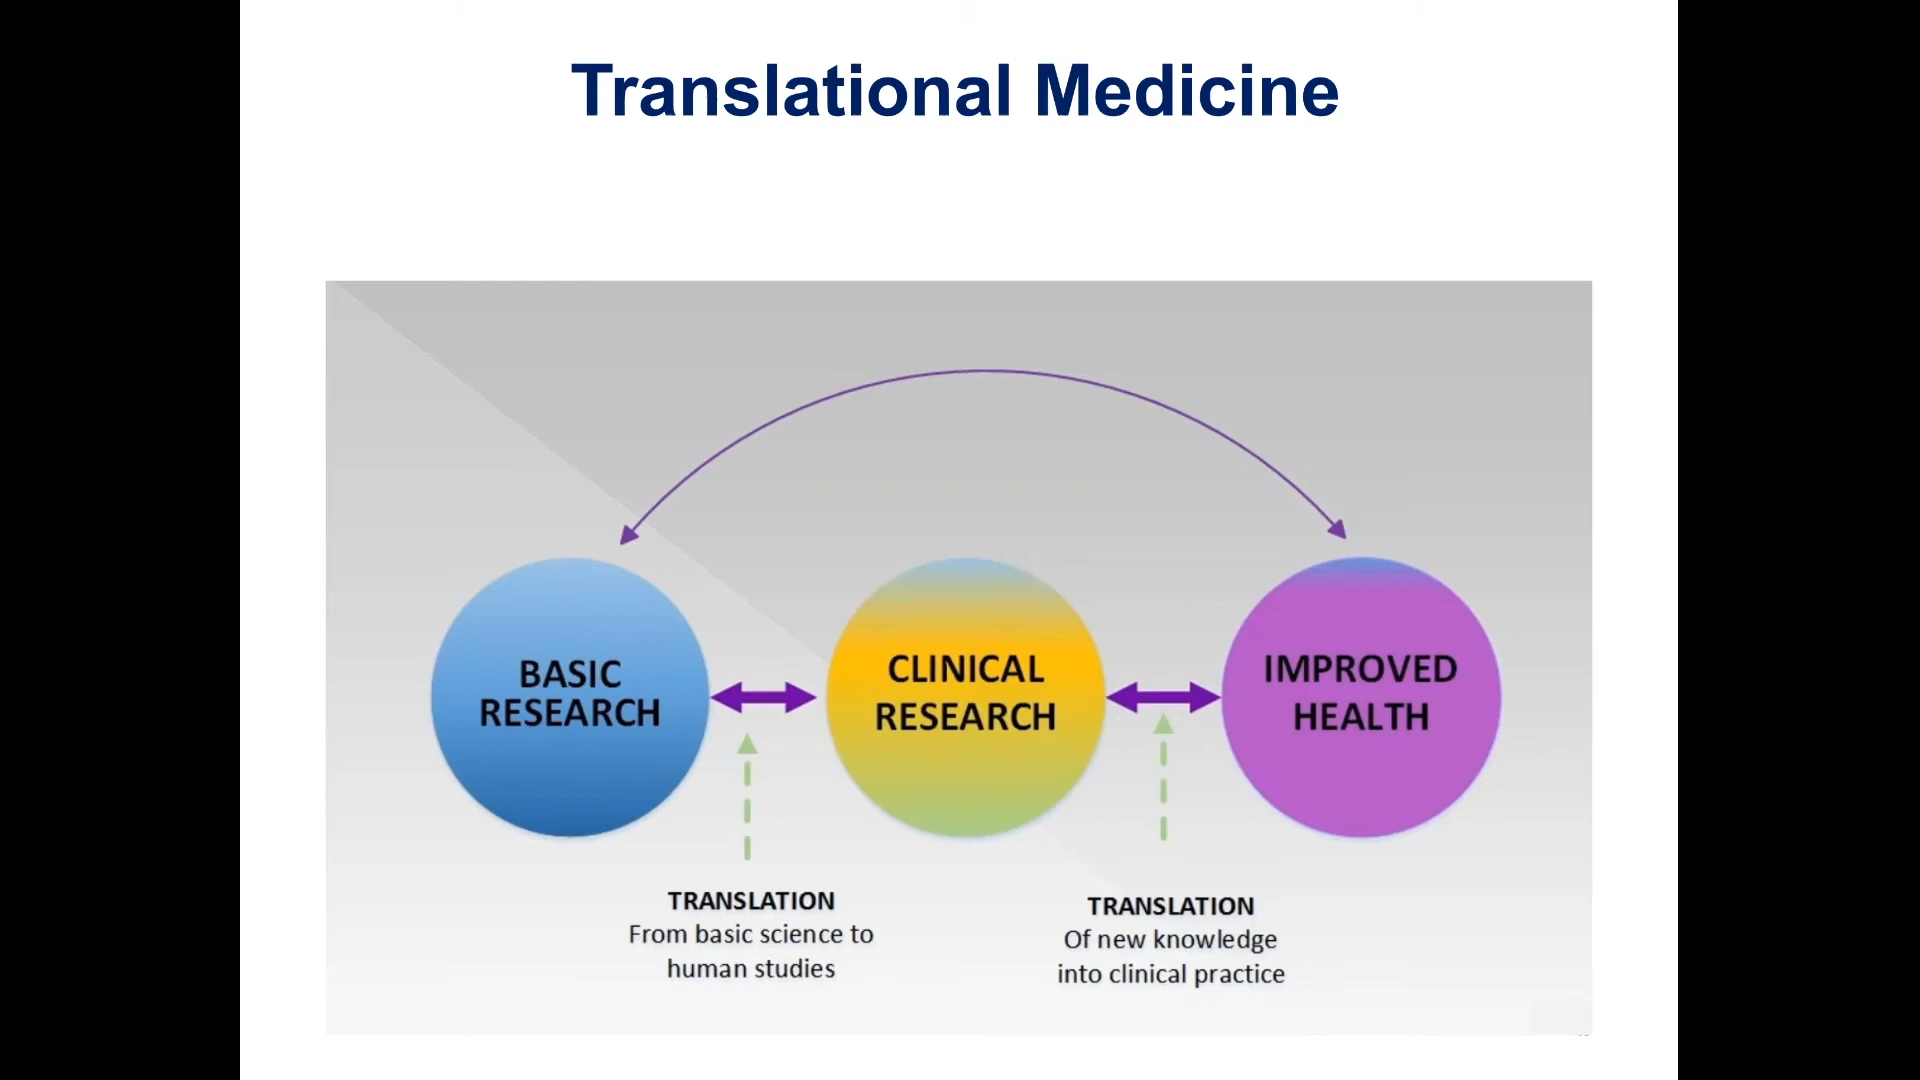 Translational Medicine
BASIC
RESEARCH
CLINICAL
RESEARCH
IMPROVED
HEALTH
TRANSLATION
From basic science to
human studies
TRANSLATION
Of new knowledge
into clinical practice